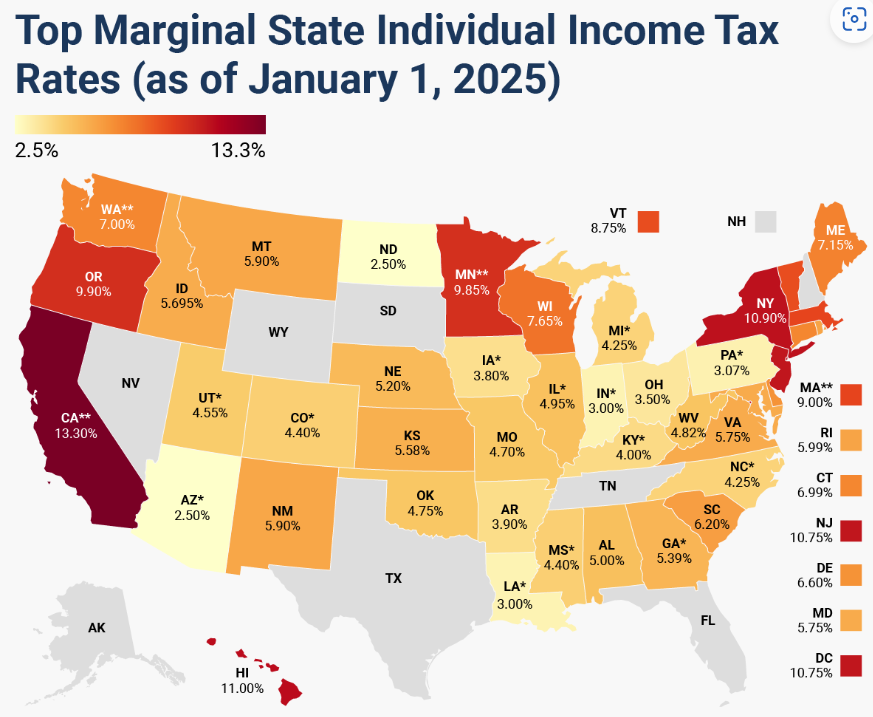 Top Marginal State Individual Income Tax
Rates (as of January 1, 2025)
2.5%
13.3%
WA**
7.00%
OR
9.90%
CA**
13.30%
NV
ID
5.695%
MT
5.90%
WY
UT*
4.55%
AZ*
2.50%
CO*
4.40%
NM
5.90%
ND
2.50%
SD
NE
5.20%
KS
5.58%
OK
4.75%
TX
MN**
9.85%
IA*
3.80%
MO
4.70%
AR
3.90%
LA*
3.00%
WI
7.65%
IL*
4.95%
MI*
4.25%
IN*
3.00%
OH
3.50%
KY*
4.00%
TN
MS*
4.40%
AL
5.00%
GA*
5.39%
FL
SC
6.20%
NC*
4.25%
VA
5.75%
WV
4.82%
PA*
3.07%
NY
10.90%
ME
7.15%
VT
8.75%
NH
MA**
9.00%
RI
5.99%
CT
6.99%
NJ
10.75%
DE
6.60%
MD
5.75%
DC
10.75%
AK
HI
11.00%